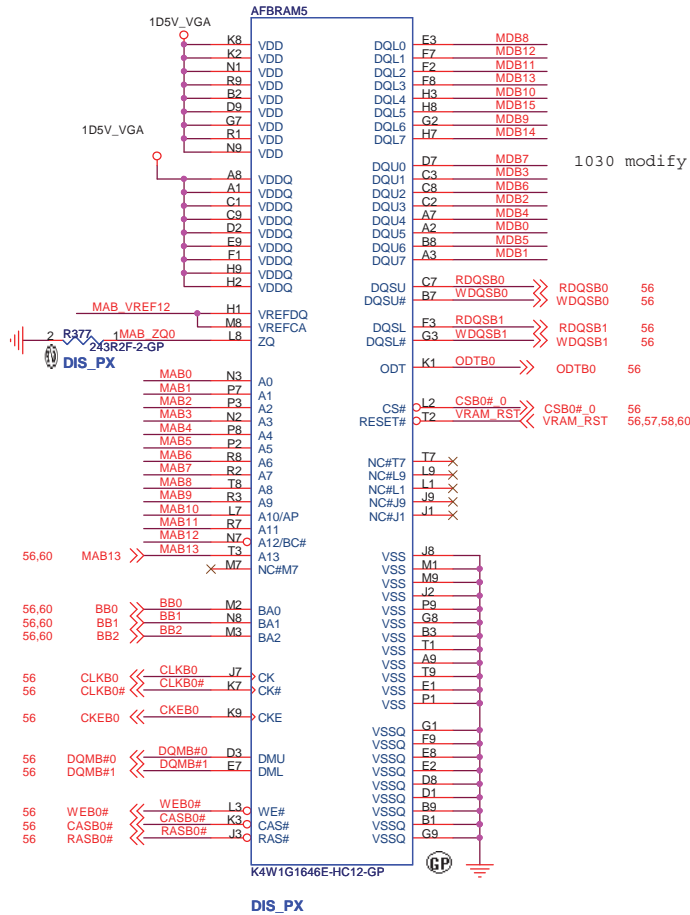 AFBRAM5
1D5V_VGA
K8 VDD
K2 VDD
N1 VDD
R9 VDD
B2 VDD
D9 VDD
G7 VDD
R1 VDD
N9 VDD
1D5V_VGA
A8 VDDQ
A1 VDDQ
C1 VDDQ
C9 VDDQ
D2 VDDQ
E9 VDDQ
F1 VDDQ
H9 VDDQ
H2 VDDQ
MAB_VREF12 H1 VREFDQ
M8 VREFCA
2 R377 1 MAB_ZQ0 L8 ZQ
243R2F-2-GP
DIS_PX
MAB0 N3 A0
MAB1 P7 A1
MAB2 P3 A2
MAB3 N2 A3
MAB4 P8 A4
MAB5 P2 A5
MAB6 R8 A6
MAB7 R2 A7
MAB8 T8 A8
MAB9 R3 A9
MAB10 L7 A10/AP
MAB11 R7 A11
MAB12 N7 A12/BC#
56,60 MAB13 MAB13 T3 A13
M7 NC#M7
56,60 BB0 BB0 M2 BA0
56,60 BB1 BB1 N8 BA1
56,60 BB2 BB2 M3 BA2
56 CLKB0 CLKB0 J7 CK
56 CLKB0# CLKB0# K7 CK#
56 CKEB0 CKEB0 K9 CKE
56 DQMB#0 DQMB#0 D3 DMU
56 DQMB#1 DQMB#1 E7 DML
56 WEB0# WEB0# L3 WE#
56 CASB0# CASB0# K3 CAS#
56 RASB0# RASB0# J3 RAS#
DQL0 E3 MDB8
DQL1 F7 MDB12
DQL2 F2 MDB11
DQL3 F8 MDB13
DQL4 H3 MDB10
DQL5 H8 MDB15
DQL6 G2 MDB9
DQL7 H7 MDB14
DQU0 D7 MDB7
DQU1 C3 MDB3
DQU2 C8 MDB6
DQU3 C2 MDB2
DQU4 A7 MDB4
DQU5 A2 MDB0
DQU6 B8 MDB5
DQU7 A3 MDB1
1030 modify
DQSU C7 RDQSB0 RDQSB0 56
DQSU# B7 WDQSB0 WDQSB0 56
DQSL F3 RDQSB1 RDQSB1 56
DQSL# G3 WDQSB1 WDQSB1 56
ODT K1 ODTB0 ODTB0 56
CS# L2 CSB0#_0 CSB0#_0 56
RESET# T2 VRAM_RST VRAM_RST 56,57,58,60
NC#T7 T7
NC#L9 L9
NC#L1 L1
NC#J9 J9
NC#J1 J1
VSS J8
VSS M1
VSS M9
VSS J2
VSS P9
VSS G8
VSS B3
VSS T1
VSS A9
VSS T9
VSS E1
VSS P1
VSSQ G1
VSSQ F9
VSSQ E8
VSSQ E2
VSSQ D8
VSSQ D1
VSSQ B9
VSSQ B1
VSSQ G9
K4W1G1646E-HC12-GP
GP
DIS_PX